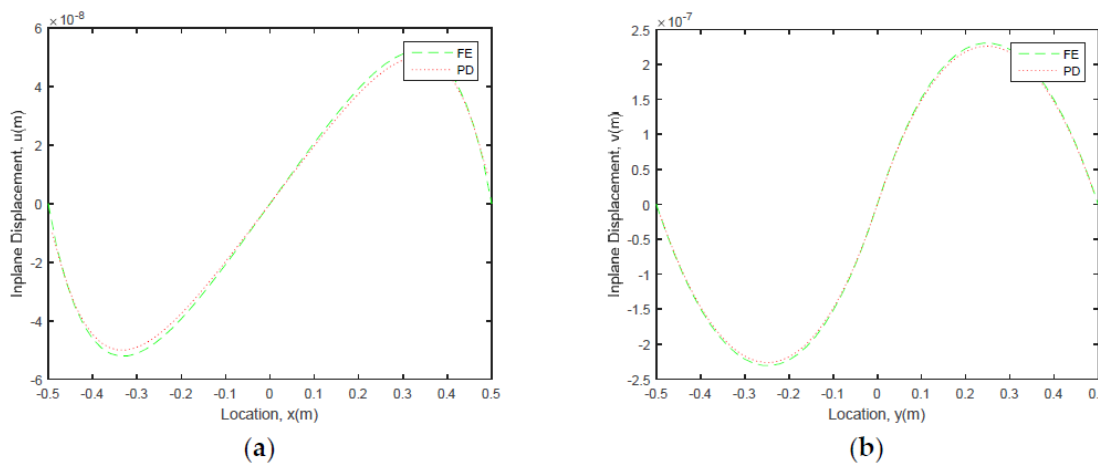 ×10⁻⁸
6
4
2
0
-2
-4
-6
-0.5 -0.4 -0.3 -0.2 -0.1 0 0.1 0.2 0.3 0.4 0.5
Inplane Displacement, u(m)
Location, x(m)
FE
PD
(a)
×10⁻⁷
2.5
2
1.5
1
0.5
0
-0.5
-1
-1.5
-2
-2.5
-0.5 -0.4 -0.3 -0.2 -0.1 0 0.1 0.2 0.3 0.4
Inplane Displacement, v(m)
Location, y(m)
FE
PD
(b)